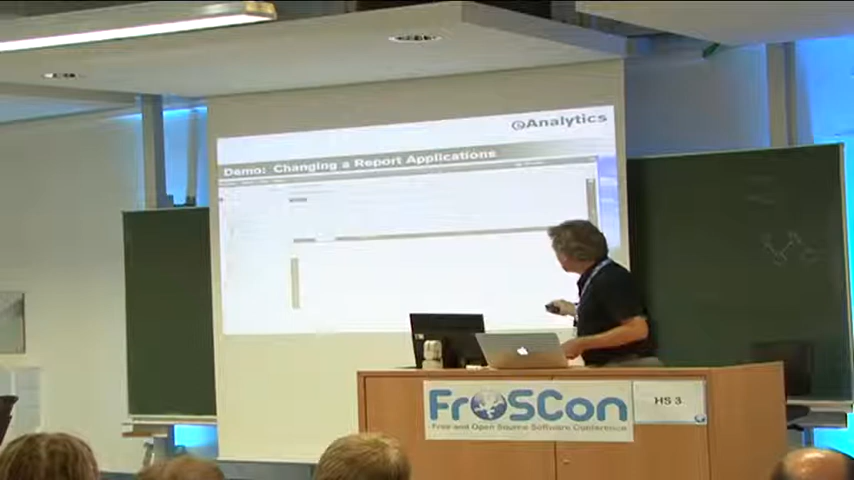 Analytics
Demo: Changing a Report Applications
FrOSCon
Free and Open Source Software Conference
HS 3